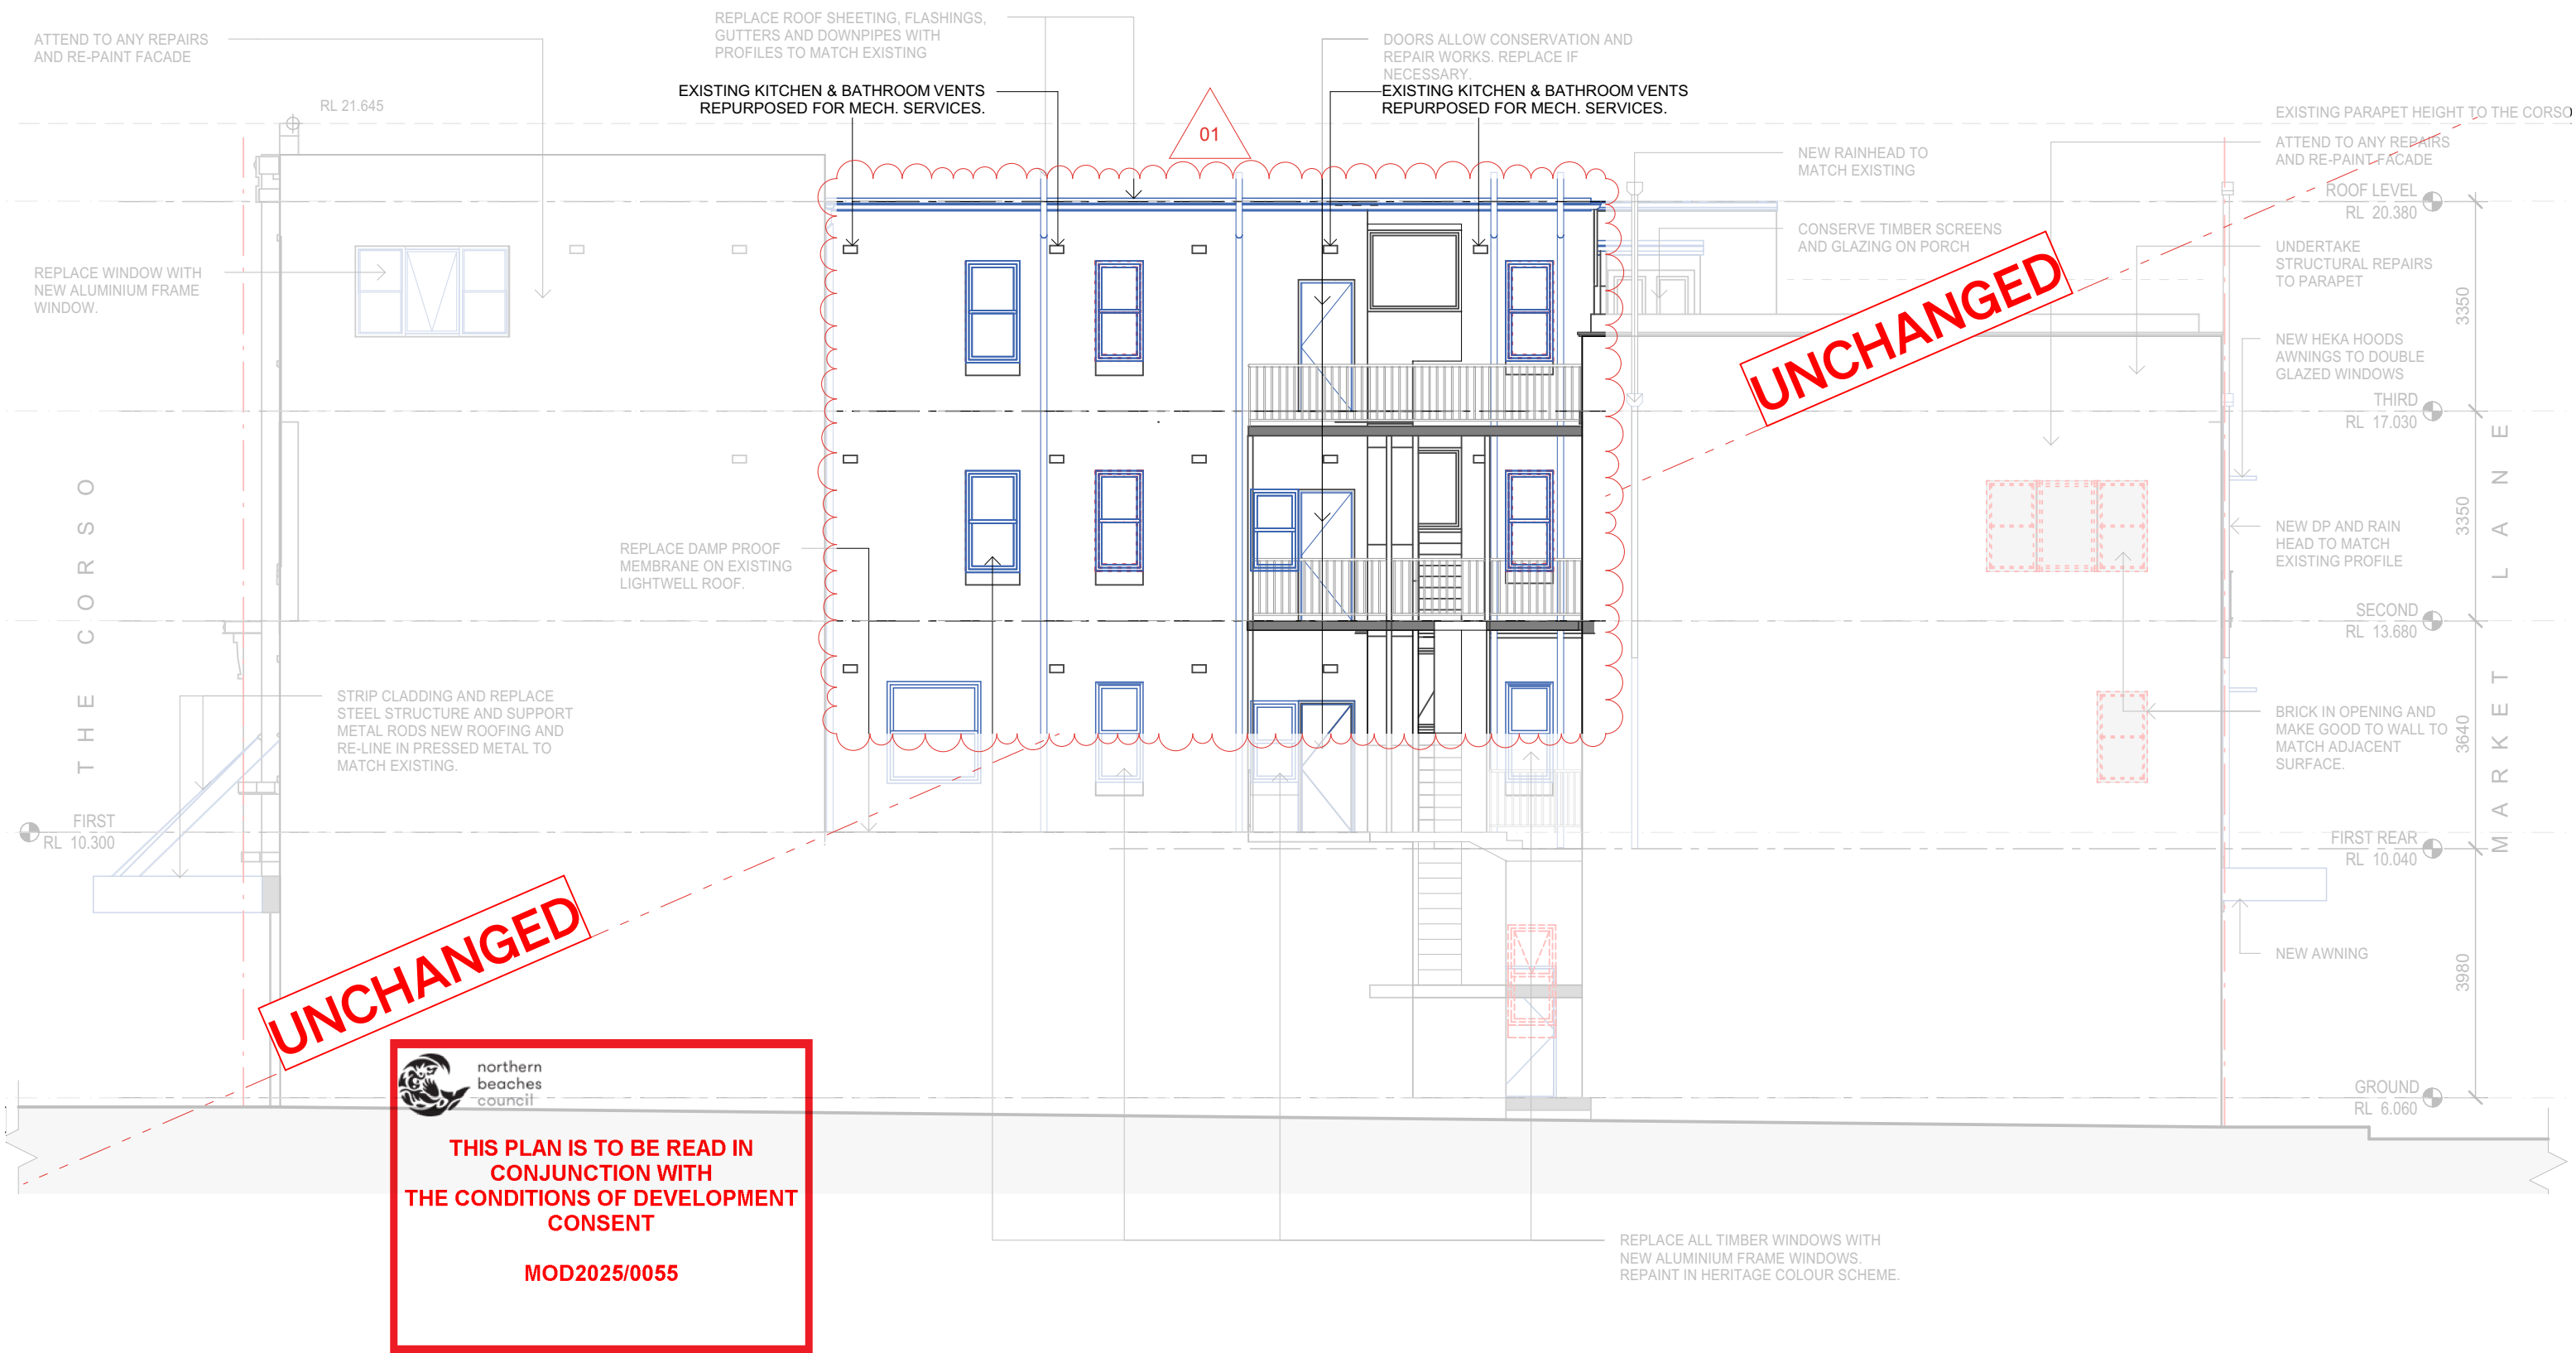 ATTEND TO ANY REPAIRS
AND RE-PAINT FACADE
REPLACE ROOF SHEETING, FLASHINGS,
GUTTERS AND DOWNPIPES WITH
PROFILES TO MATCH EXISTING
DOORS ALLOW CONSERVATION AND
REPAIR WORKS. REPLACE IF
NECESSARY.
EXISTING KITCHEN & BATHROOM VENTS
REPURPOSED FOR MECH. SERVICES.
EXISTING KITCHEN & BATHROOM VENTS
REPURPOSED FOR MECH. SERVICES.
RL 21.645
01
EXISTING PARAPET HEIGHT TO THE CORSO
ATTEND TO ANY REPAIRS
AND RE-PAINT FACADE
NEW RAINHEAD TO
MATCH EXISTING
ROOF LEVEL
RL 20.380
CONSERVE TIMBER SCREENS
AND GLAZING ON PORCH
UNDERTAKE
STRUCTURAL REPAIRS
TO PARAPET
REPLACE WINDOW WITH
NEW ALUMINIUM FRAME
WINDOW.
UNCHANGED
3350
NEW HEKA HOODS
AWNINGS TO DOUBLE
GLAZED WINDOWS
THIRD
RL 17.030
THE CORSO
MARKET LANE
3350
NEW DP AND RAIN
HEAD TO MATCH
EXISTING PROFILE
REPLACE DAMP PROOF
MEMBRANE ON EXISTING
LIGHTWELL ROOF.
SECOND
RL 13.680
STRIP CLADDING AND REPLACE
STEEL STRUCTURE AND SUPPORT
METAL RODS NEW ROOFING AND
RE-LINE IN PRESSED METAL TO
MATCH EXISTING.
BRICK IN OPENING AND
MAKE GOOD TO WALL TO
MATCH ADJACENT
SURFACE.
3640
FIRST
RL 10.300
FIRST REAR
RL 10.040
UNCHANGED
NEW AWNING
3980
GROUND
RL 6.060
northern
beaches
council
THIS PLAN IS TO BE READ IN
CONJUNCTION WITH
THE CONDITIONS OF DEVELOPMENT
CONSENT
MOD2025/0055
REPLACE ALL TIMBER WINDOWS WITH
NEW ALUMINIUM FRAME WINDOWS.
REPAINT IN HERITAGE COLOUR SCHEME.